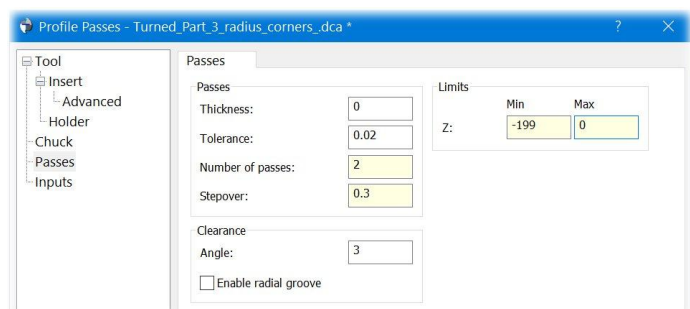 Profile Passes - Turned_Part_3_radius_corners_.dca * ?
Tool
Insert
Advanced
Holder
Chuck
Passes
Inputs
Passes
Passes
Thickness: 0
Tolerance: 0.02
Number of passes: 2
Stepover: 0.3
Clearance
Angle: 3
Enable radial groove
Limits
Min Max
Z: -199 0